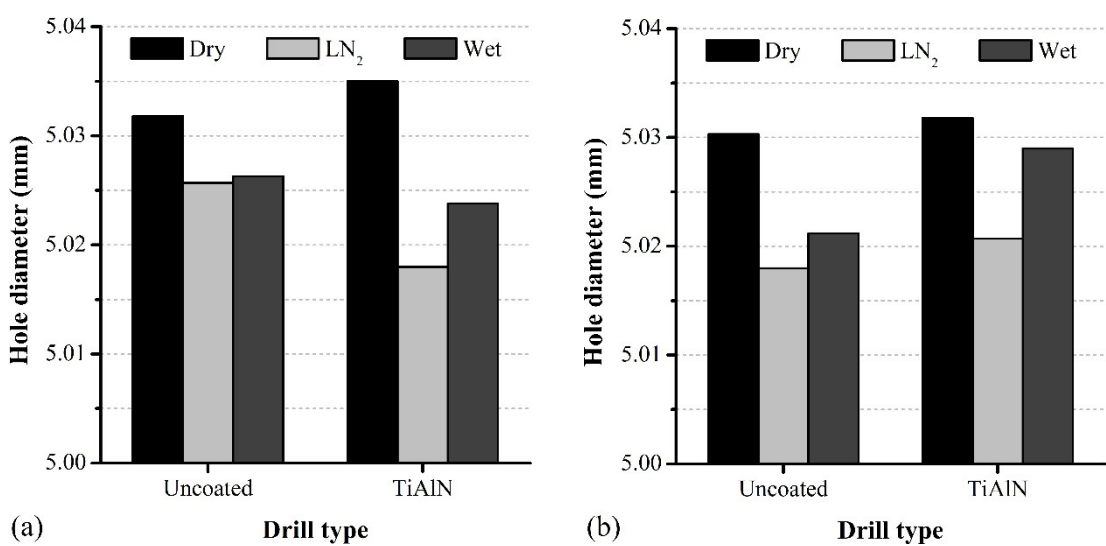 5.04
Dry LN₂ Wet
5.03
5.02
5.01
5.00
Hole diameter (mm)
Uncoated TiAlN
(a) Drill type
5.04
Dry LN₂ Wet
5.03
5.02
5.01
5.00
Hole diameter (mm)
Uncoated TiAlN
(b) Drill type